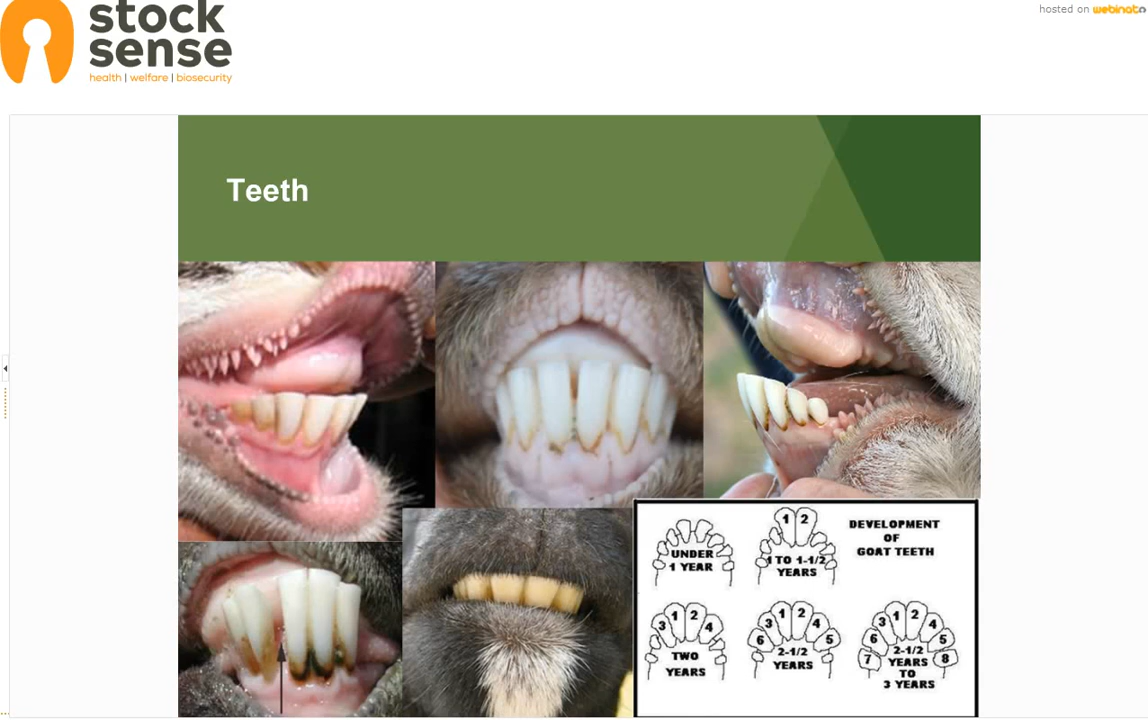 stock
sense
health | welfare | biosecurity
hosted on webinato
Teeth
DEVELOPMENT
OF
GOAT TEETH
UNDER
1 YEAR
1 2
1 TO 1-1/2
YEARS
3 1 2 4
TWO
YEARS
6 3 1 2 4 5
2-1/2
YEARS
7 6 3 1 2 4 5 8
2-1/2
YEARS
TO
3 YEARS